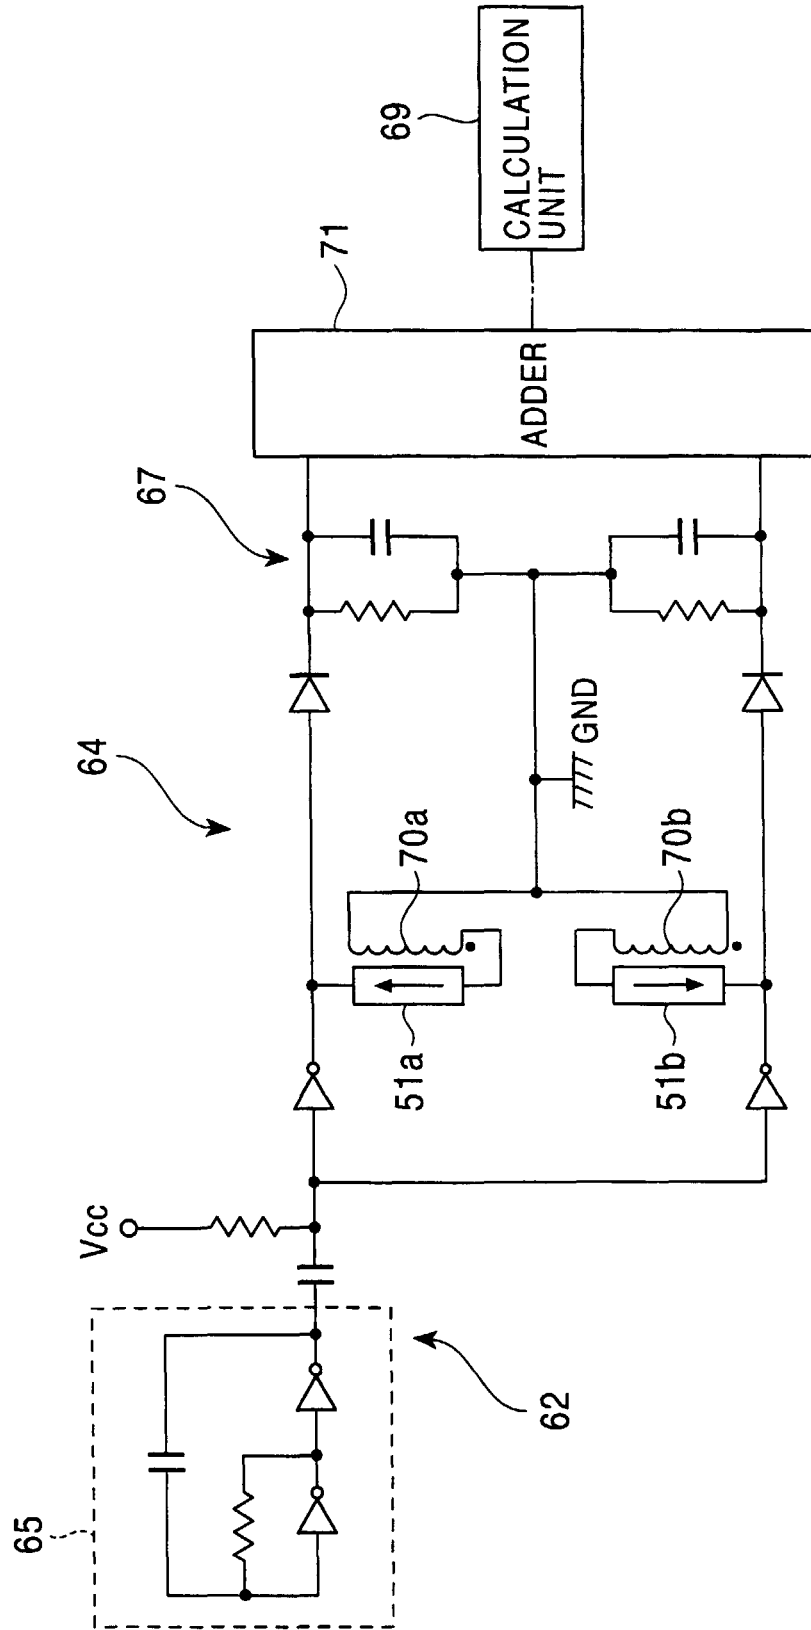 65
62
Vcc
64
51a
70a
51b
70b
GND
67
71
ADDER
69
CALCULATION
UNIT